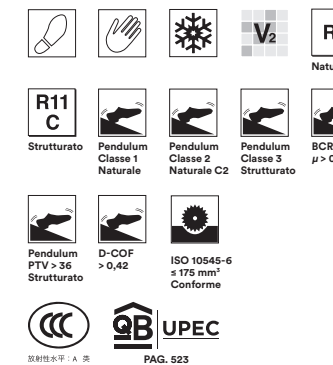 V2
R
Natu
R11
C
Strutturato
Pendulum
Classe 1
Naturale
Pendulum
Classe 2
Naturale C2
Pendulum
Classe 3
Strutturato
BCR
μ > 0
Pendulum
PTV > 36
Strutturato
D-COF
> 0,42
ISO 10545-6
≤ 175 mm³
Conforme
CCC
放射性水平：A 类
QB UPEC
PAG. 523